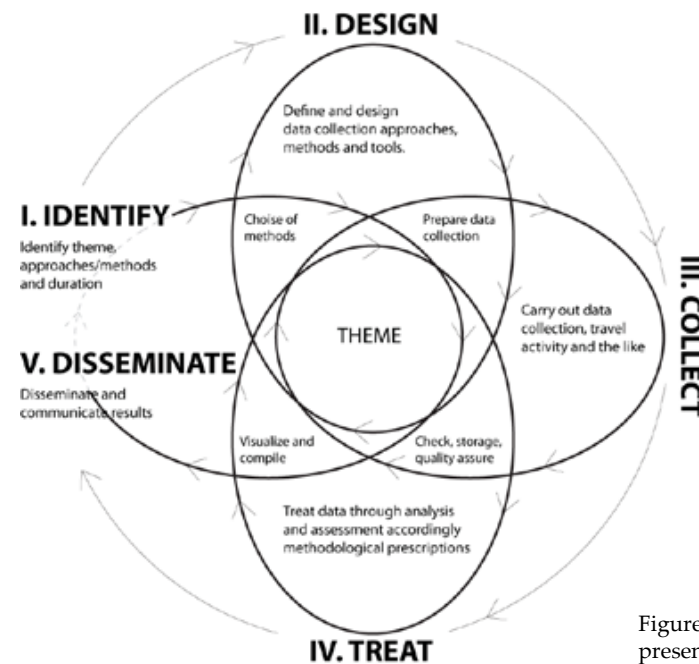 II. DESIGN
Define and design
data collection approaches,
methods and tools.
I. IDENTIFY
Identify theme,
approaches/methods
and duration
Choise of
methods
Prepare data
collection
III. COLLECT
Carry out data
collection, travel
activity and the like
THEME
V. DISSEMINATE
Disseminate and
communicate results
Visualize and
compile
Check, storage,
quality assure
Treat data through analysis
and assessment accordingly
methodological prescriptions
IV. TREAT
Figure
presen